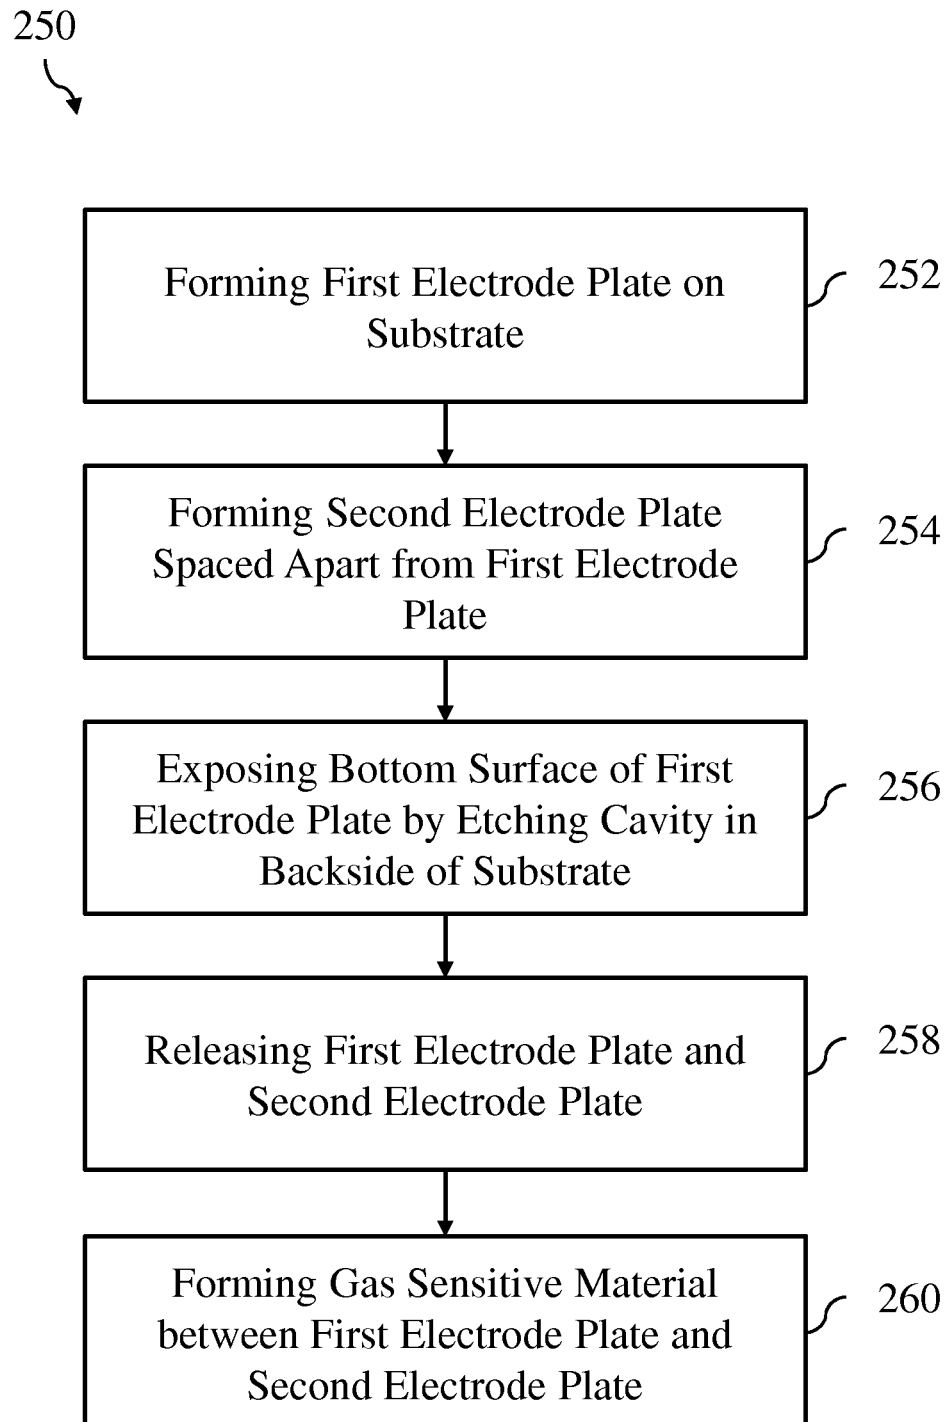 250
Forming First Electrode Plate on
Substrate
252
Forming Second Electrode Plate
Spaced Apart from First Electrode
Plate
254
Exposing Bottom Surface of First
Electrode Plate by Etching Cavity in
Backside of Substrate
256
Releasing First Electrode Plate and
Second Electrode Plate
258
Forming Gas Sensitive Material
between First Electrode Plate and
Second Electrode Plate
260